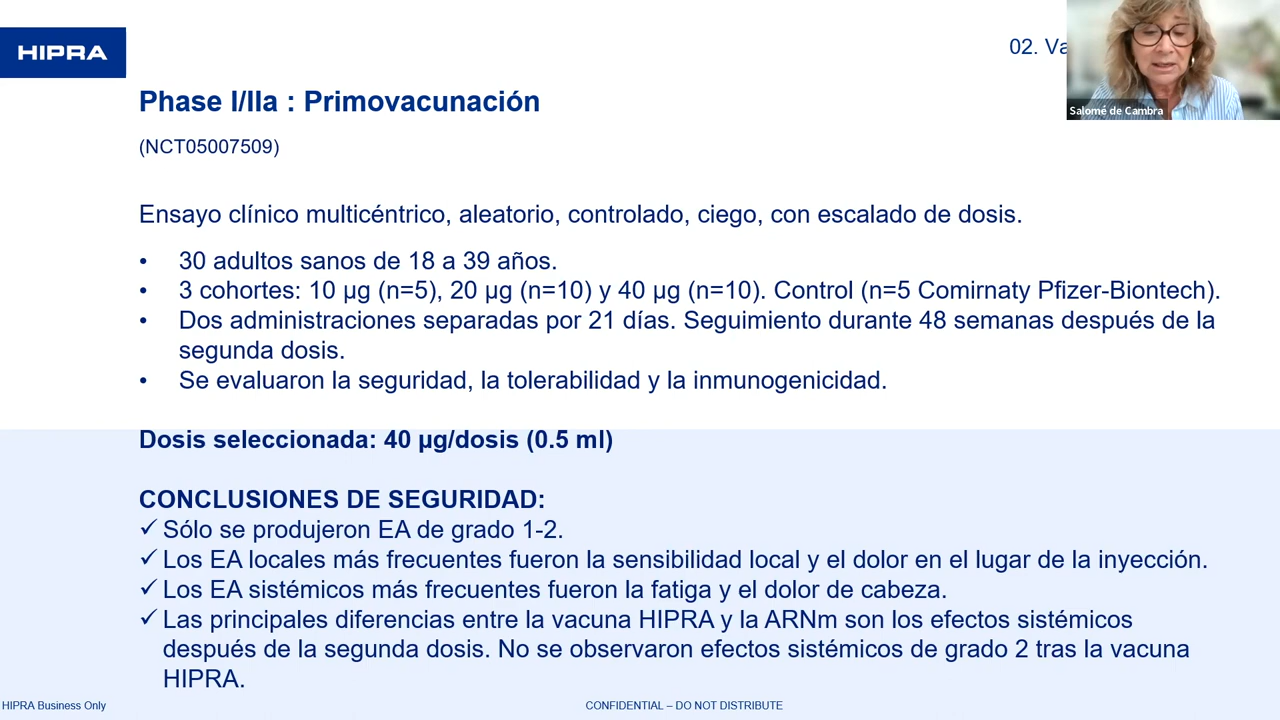 HIPRA
02. Va
Salomé de Cambra
Phase I/IIa : Primovacunación
(NCT05007509)
Ensayo clínico multicéntrico, aleatorio, controlado, ciego, con escalado de dosis.
• 30 adultos sanos de 18 a 39 años.
• 3 cohortes: 10 µg (n=5), 20 µg (n=10) y 40 µg (n=10). Control (n=5 Comirnaty Pfizer-Biontech).
• Dos administraciones separadas por 21 días. Seguimiento durante 48 semanas después de la
segunda dosis.
• Se evaluaron la seguridad, la tolerabilidad y la inmunogenicidad.
Dosis seleccionada: 40 µg/dosis (0.5 ml)
CONCLUSIONES DE SEGURIDAD:
✓ Sólo se produjeron EA de grado 1-2.
✓ Los EA locales más frecuentes fueron la sensibilidad local y el dolor en el lugar de la inyección.
✓ Los EA sistémicos más frecuentes fueron la fatiga y el dolor de cabeza.
✓ Las principales diferencias entre la vacuna HIPRA y la ARNm son los efectos sistémicos
después de la segunda dosis. No se observaron efectos sistémicos de grado 2 tras la vacuna
HIPRA.
HIPRA Business Only
CONFIDENTIAL – DO NOT DISTRIBUTE